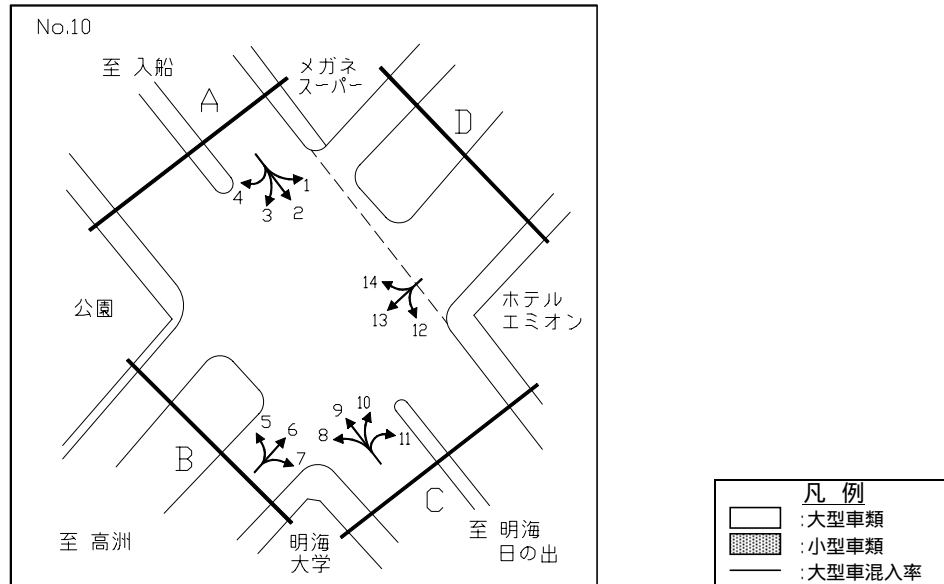 No.10
至 入船
メガネ
スーパー
A
D
1
4
3
2
14
13
12
公園
ホテル
エミオン
10
9
5
6
8
11
7
B
C
至 高洲
明海
大学
至 明海
日の出
凡 例
:大型車類
:小型車類
:大型車混入率